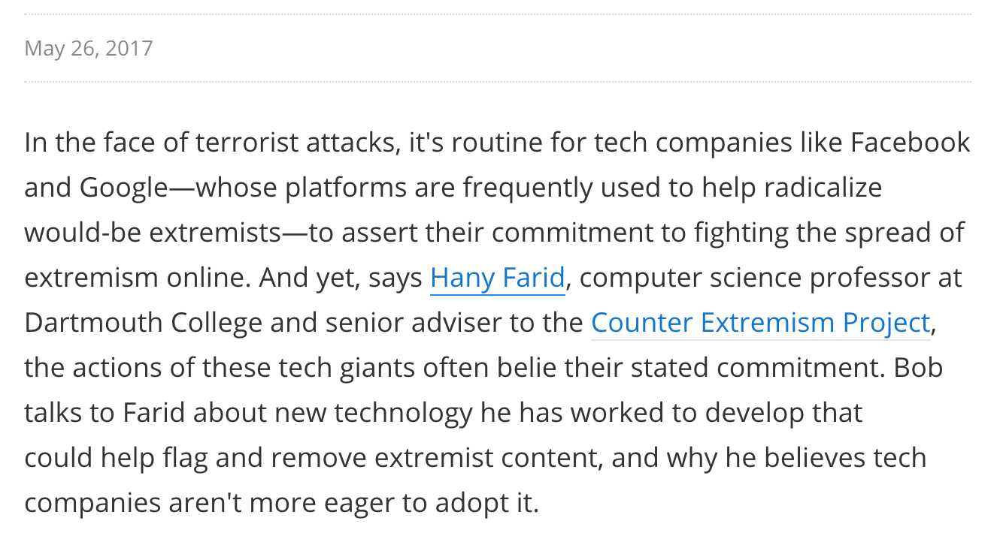 May 26, 2017
In the face of terrorist attacks, it's routine for tech companies like Facebook
and Google—whose platforms are frequently used to help radicalize
would-be extremists—to assert their commitment to fighting the spread of
extremism online. And yet, says Hany Farid, computer science professor at
Dartmouth College and senior adviser to the Counter Extremism Project,
the actions of these tech giants often belie their stated commitment. Bob
talks to Farid about new technology he has worked to develop that
could help flag and remove extremist content, and why he believes tech
companies aren't more eager to adopt it.